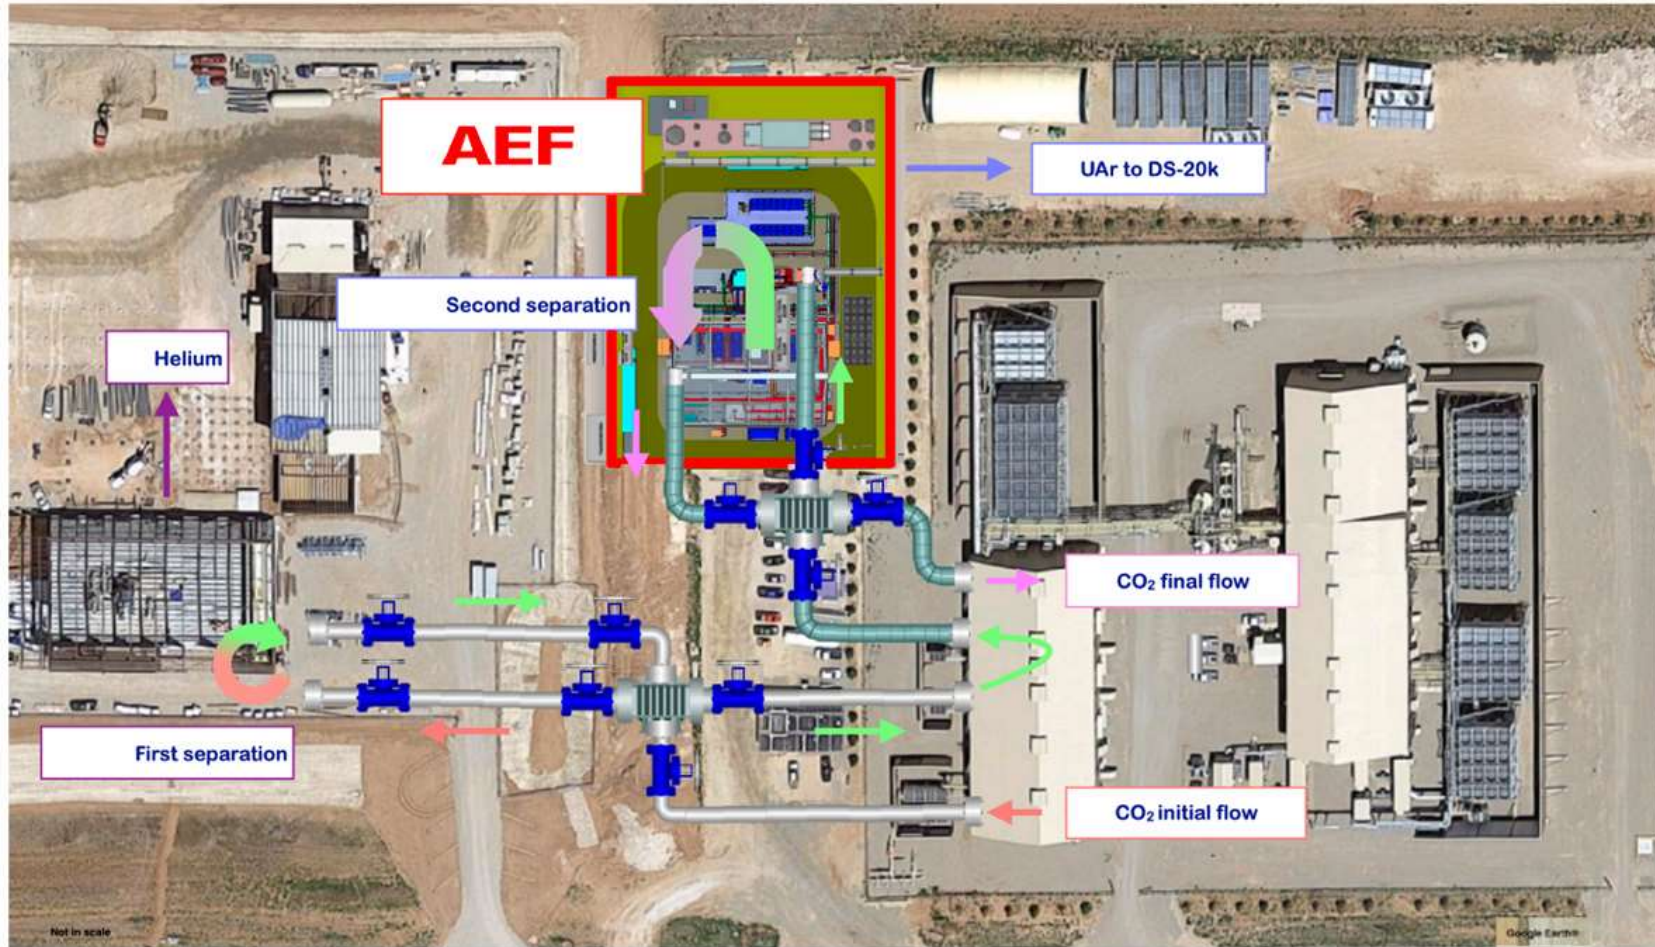 AEF
UAr to DS-20k
Second separation
Helium
CO₂ final flow
First separation
CO₂ initial flow
Not in scale
Google Earth®